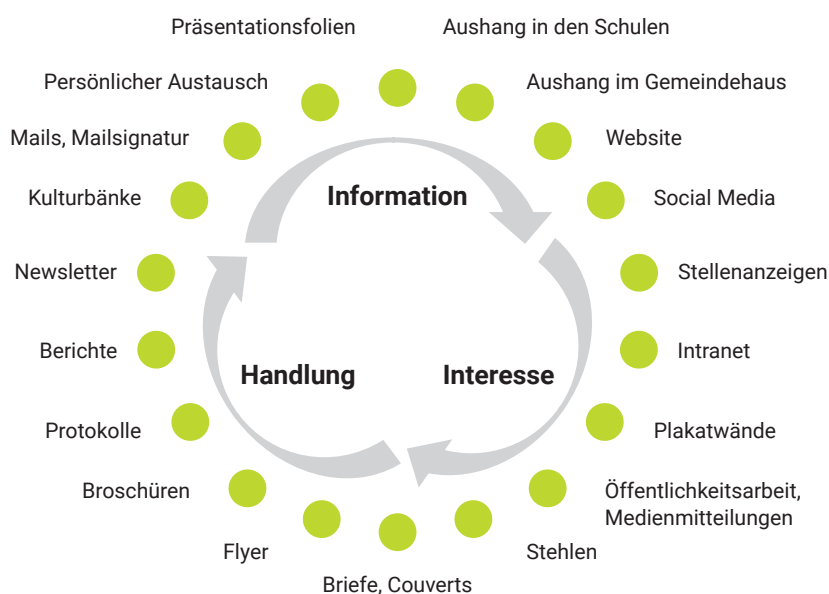 Präsentationsfolien
Aushang in den Schulen
Persönlicher Austausch
Aushang im Gemeindehaus
Mails, Mailsignatur
Website
Kulturbänke
Information
Social Media
Newsletter
Stellenanzeigen
Berichte
Handlung
Interesse
Intranet
Protokolle
Plakatwände
Broschüren
Öffentlichkeitsarbeit,
Medienmitteilungen
Flyer
Stehlen
Briefe, Couverts